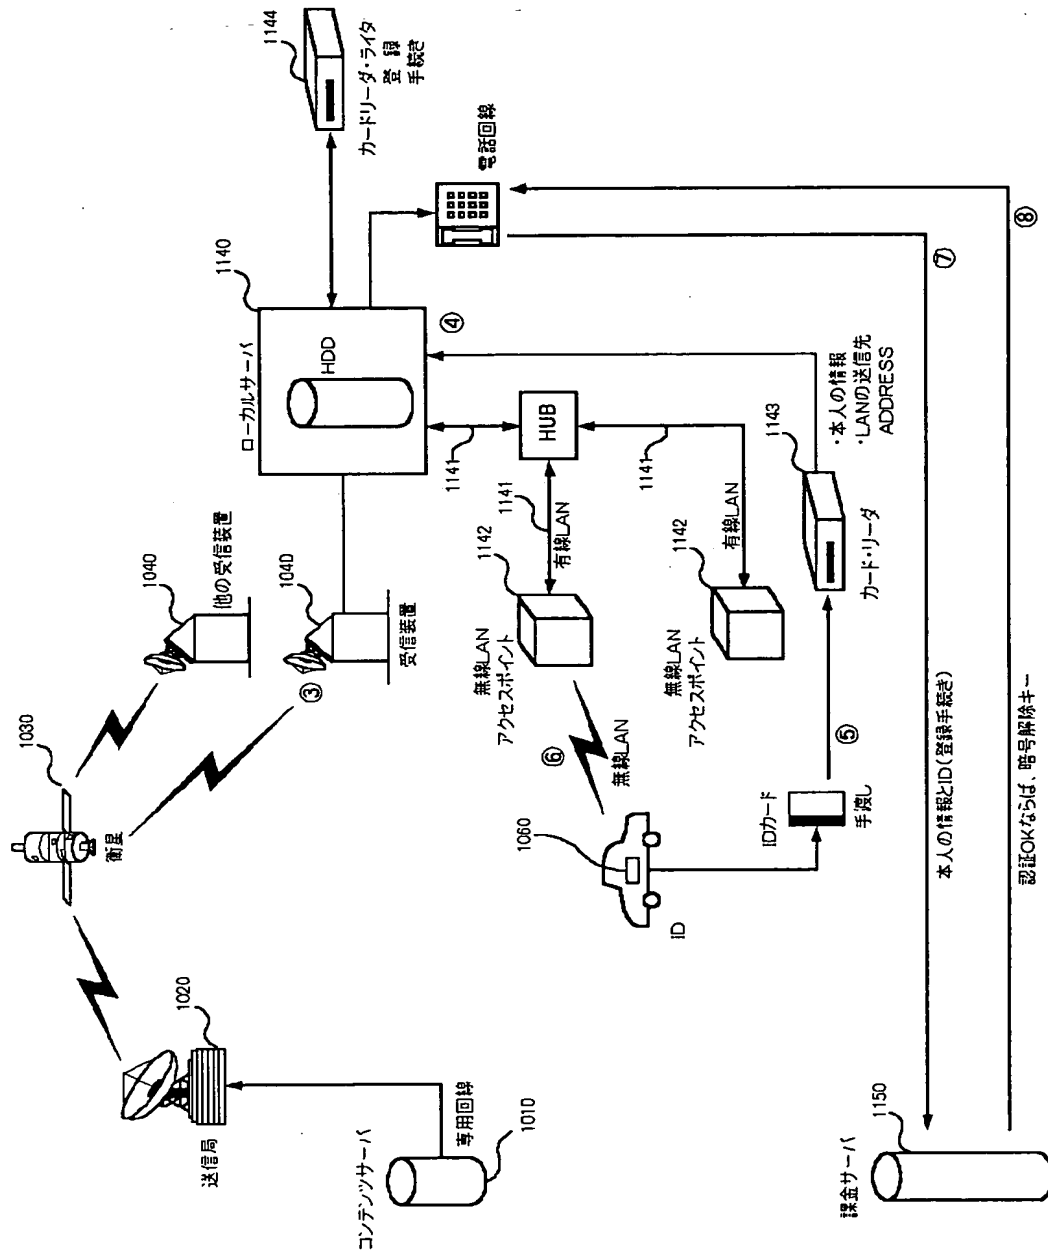 コンテンツサーバ
1010
専用回線
送信局
1020
衛星
1030
1040
他の受信装置
③
1040
受信装置
ローカルサーバ
1140
HDD
④
1144
カードリーダ・ライタ
登録
手続き
電話回線
1141
HUB
1141
有線LAN
1141
有線LAN
1142
無線LAN
アクセスポイント
1142
無線LAN
アクセスポイント
⑥
無線LAN
1060
ID
IDカード
手渡し
⑤
カード・リーダ
1143
・本人の情報
・LANの送信先
ADDRESS
⑦
本人の情報とID(登録手続き)
⑧
認証OKならば、暗号解除キー
課金サーバ
1150